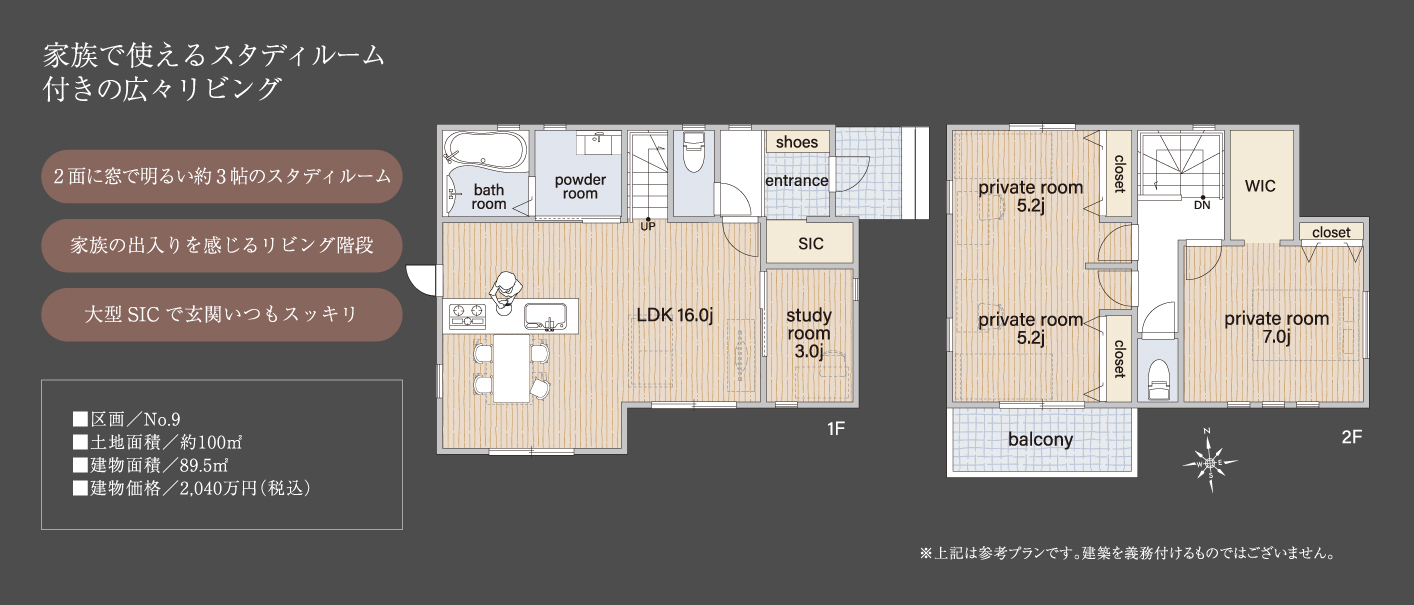 家族で使えるスタディルーム
付きの広々リビング
2面に窓で明るい約3帖のスタディルーム
家族の出入りを感じるリビング階段
大型SICで玄関いつもスッキリ
■区画／No.9
■土地面積／約100㎡
■建物面積／89.5㎡
■建物価格／2,040万円（税込）
bath
room
powder
room
UP
shoes
entrance
SIC
LDK 16.0j
study
room
3.0j
1F
private room
5.2j
closet
DN
WIC
closet
private room
5.2j
closet
private room
7.0j
balcony
2F
N
W
E
S
※上記は参考プランです。建築を義務付けるものではございません。